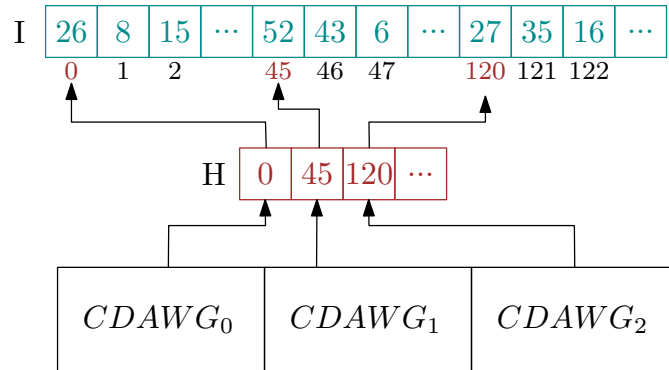 I 26 8 15 ... 52 43 6 ... 27 35 16 ...
0 1 2 45 46 47 120 121 122
H 0 45 120 ...
CDAWG₀ CDAWG₁ CDAWG₂